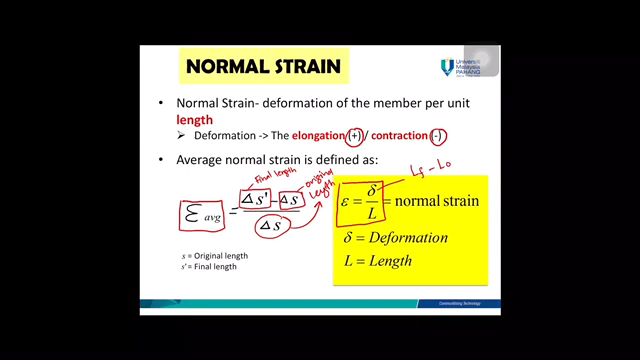 NORMAL STRAIN
Universiti
Malaysia
PAHANG
• Normal Strain- deformation of the member per unit
length
➢ Deformation -> The elongation (+) / contraction (-)
• Average normal strain is defined as:
Final length
original
length
Lf - Lo
Σ avg = Δs' - Δs
Δs
ε = δ / L = normal strain
δ = Deformation
L = Length
s = Original length
s' = Final length
Communitising Technology